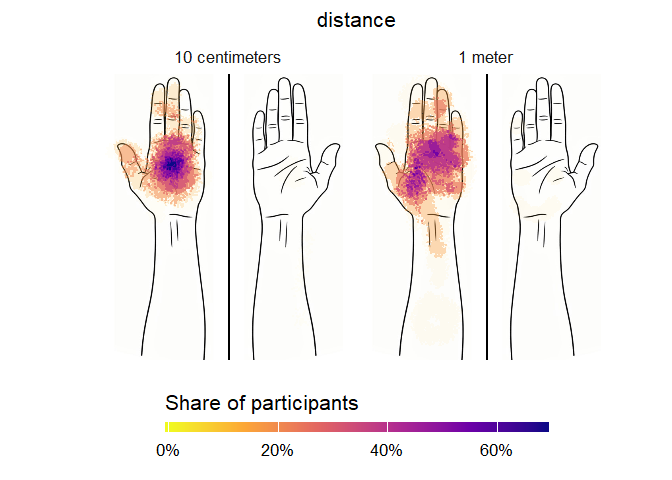 distance
10 centimeters
1 meter
Share of participants
0%
20%
40%
60%